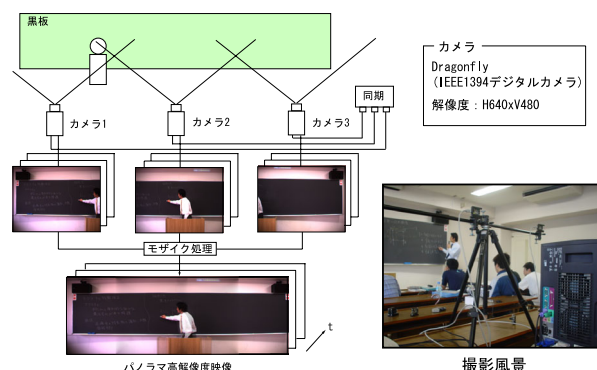 黒板
カメラ
Dragonfly
(IEEE1394デジタルカメラ)
解像度：H640xV480
同期
カメラ1
カメラ2
カメラ3
モザイク処理
t
パノラマ高解像度映像
撮影風景